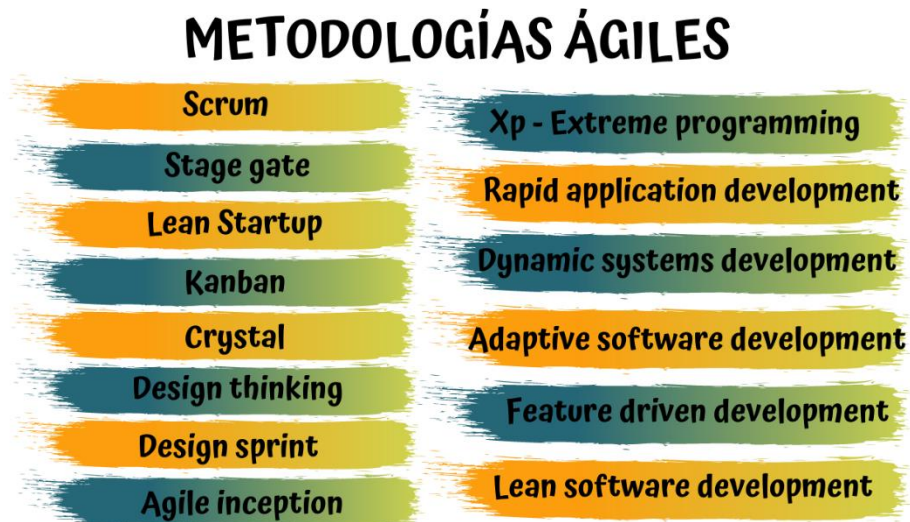 METODOLOGÍAS ÁGILES
Scrum
Stage gate
Lean Startup
Kanban
Crystal
Design thinking
Design sprint
Agile inception
Xp - Extreme programming
Rapid application development
Dynamic systems development
Adaptive software development
Feature driven development
Lean software development